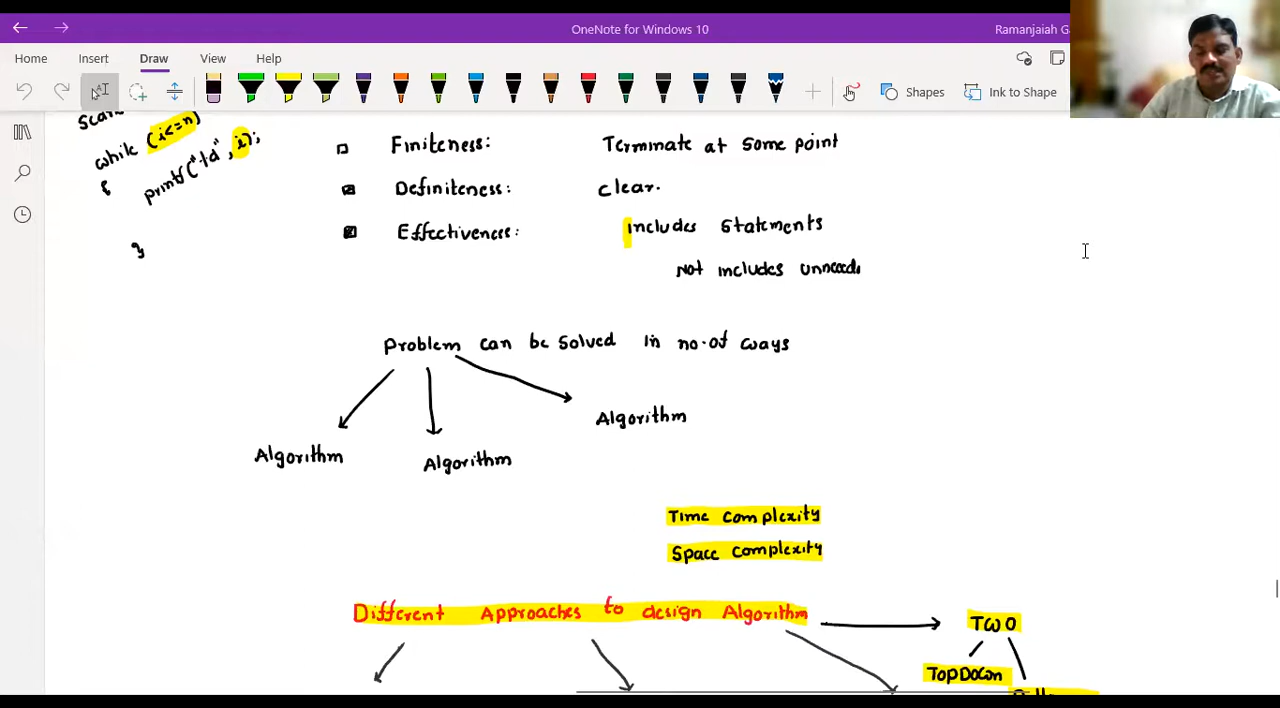 OneNote for Windows 10
Ramanjaiah G
Home Insert Draw View Help
Shapes Ink to Shape
while (i<=n)
{ printf("%d", i);
}
Finiteness: Terminate at some point
Definiteness: Clear.
Effectiveness: Includes Statements
Not includes unneede
Problem can be solved in no.of ways
Algorithm
Algorithm Algorithm
Time complexity
Space complexity
Different Approaches to design Algorithm TWO
TopDown